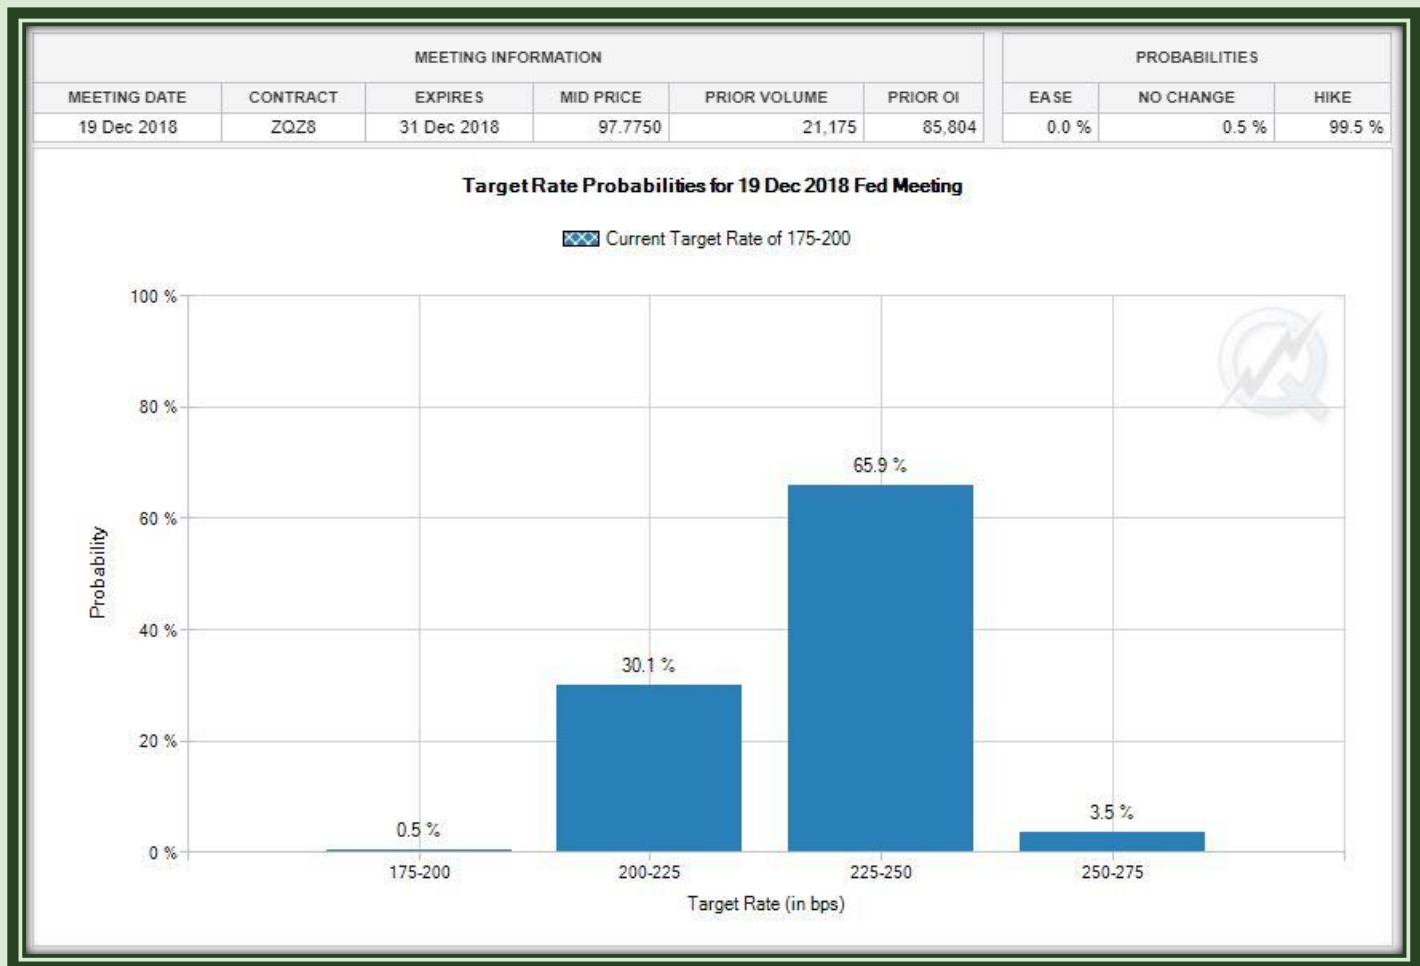 MEETING INFORMATION
PROBABILITIES
MEETING DATE CONTRACT EXPIRES MID PRICE PRIOR VOLUME PRIOR OI EASE NO CHANGE HIKE
19 Dec 2018 ZQZ8 31 Dec 2018 97.7750 21,175 85,804 0.0 % 0.5 % 99.5 %
Target Rate Probabilities for 19 Dec 2018 Fed Meeting
Current Target Rate of 175-200
100 %
80 %
65.9 %
60 %
Probability
40 %
30.1 %
20 %
3.5 %
0.5 %
0 %
175-200 200-225 225-250 250-275
Target Rate (in bps)